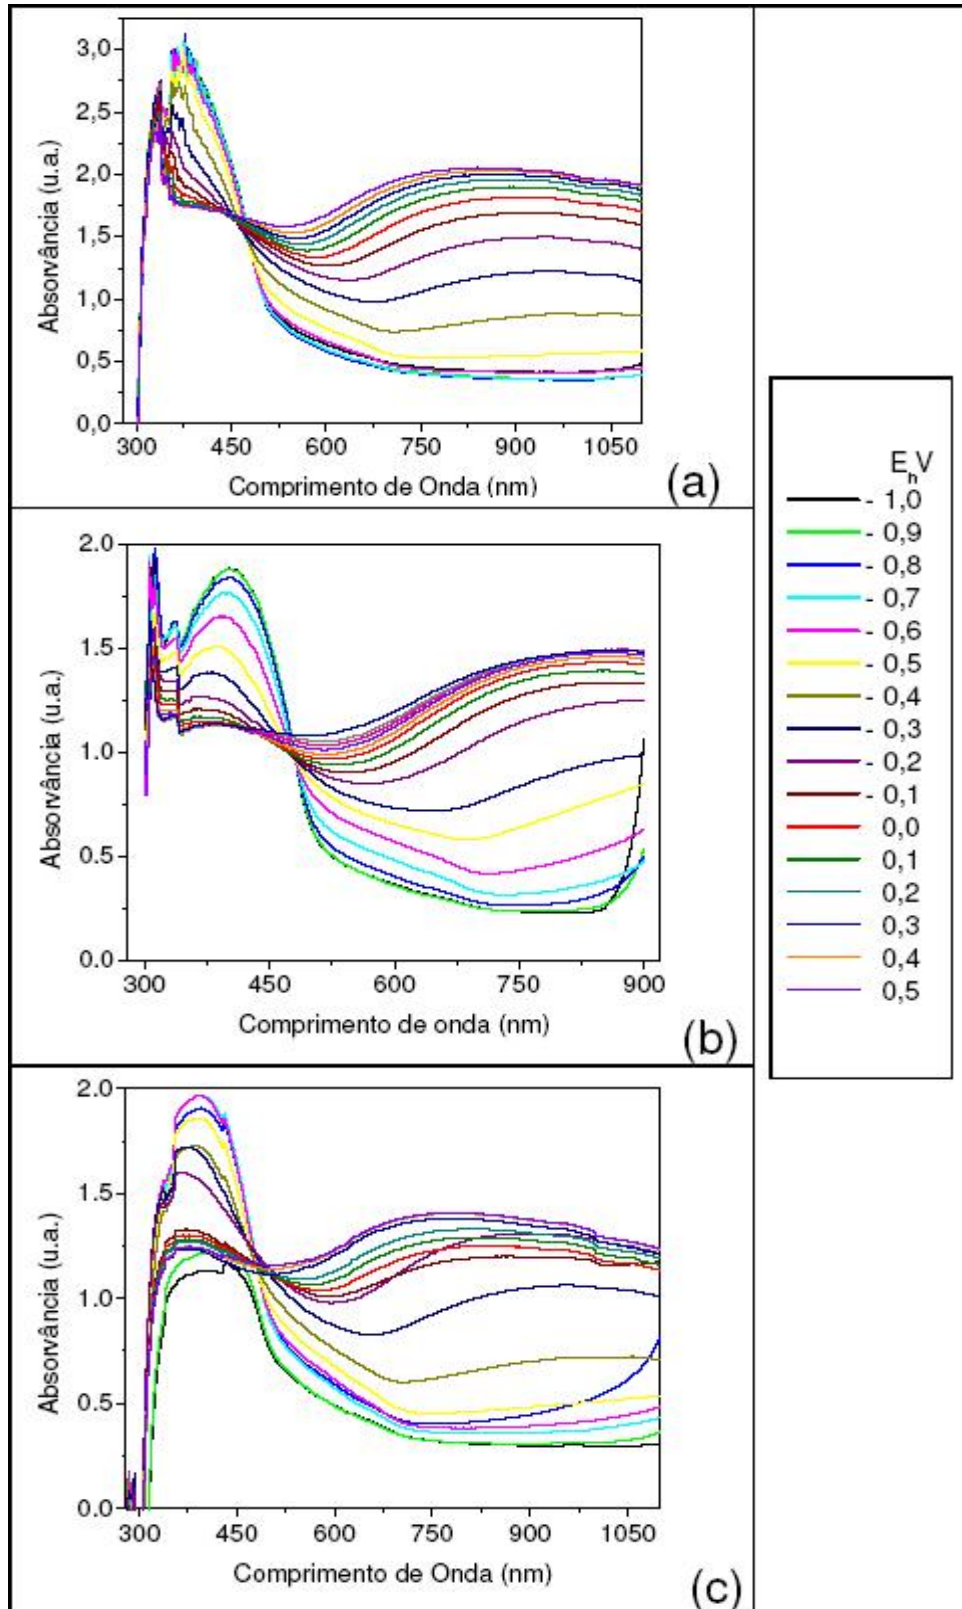 3,0
2,5
2,0
1,5
1,0
0,5
0,0
Absorvância (u.a.)
300 450 600 750 900 1050
Comprimento de Onda (nm)
(a)
2.0
1.5
1.0
0.5
0.0
Absorvância (u.a.)
300 450 600 750 900
Comprimento de onda (nm)
(b)
2.0
1.5
1.0
0.5
0.0
Absorvância (u.a.)
300 450 600 750 900 1050
Comprimento de Onda (nm)
(c)
EhV
- 1,0
- 0,9
- 0,8
- 0,7
- 0,6
- 0,5
- 0,4
- 0,3
- 0,2
- 0,1
0,0
0,1
0,2
0,3
0,4
0,5